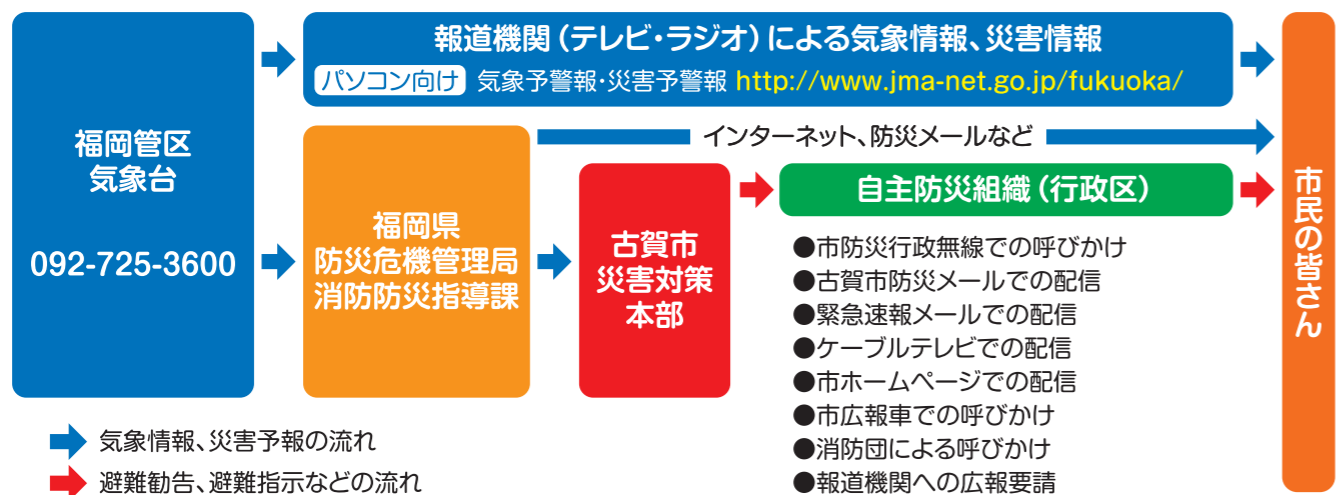 福岡管区
気象台
092-725-3600
報道機関（テレビ・ラジオ）による気象情報、災害情報
パソコン向け 気象予警報・災害予警報 http://www.jma-net.go.jp/fukuoka/
福岡県
防災危機管理局
消防防災指導課
インターネット、防災メールなど
古賀市
災害対策
本部
自主防災組織（行政区）
●市防災行政無線での呼びかけ
●古賀市防災メールでの配信
●緊急速報メールでの配信
●ケーブルテレビでの配信
●市ホームページでの配信
●市広報車での呼びかけ
●消防団による呼びかけ
●報道機関への広報要請
市民の皆さん
気象情報、災害予報の流れ
避難勧告、避難指示などの流れ